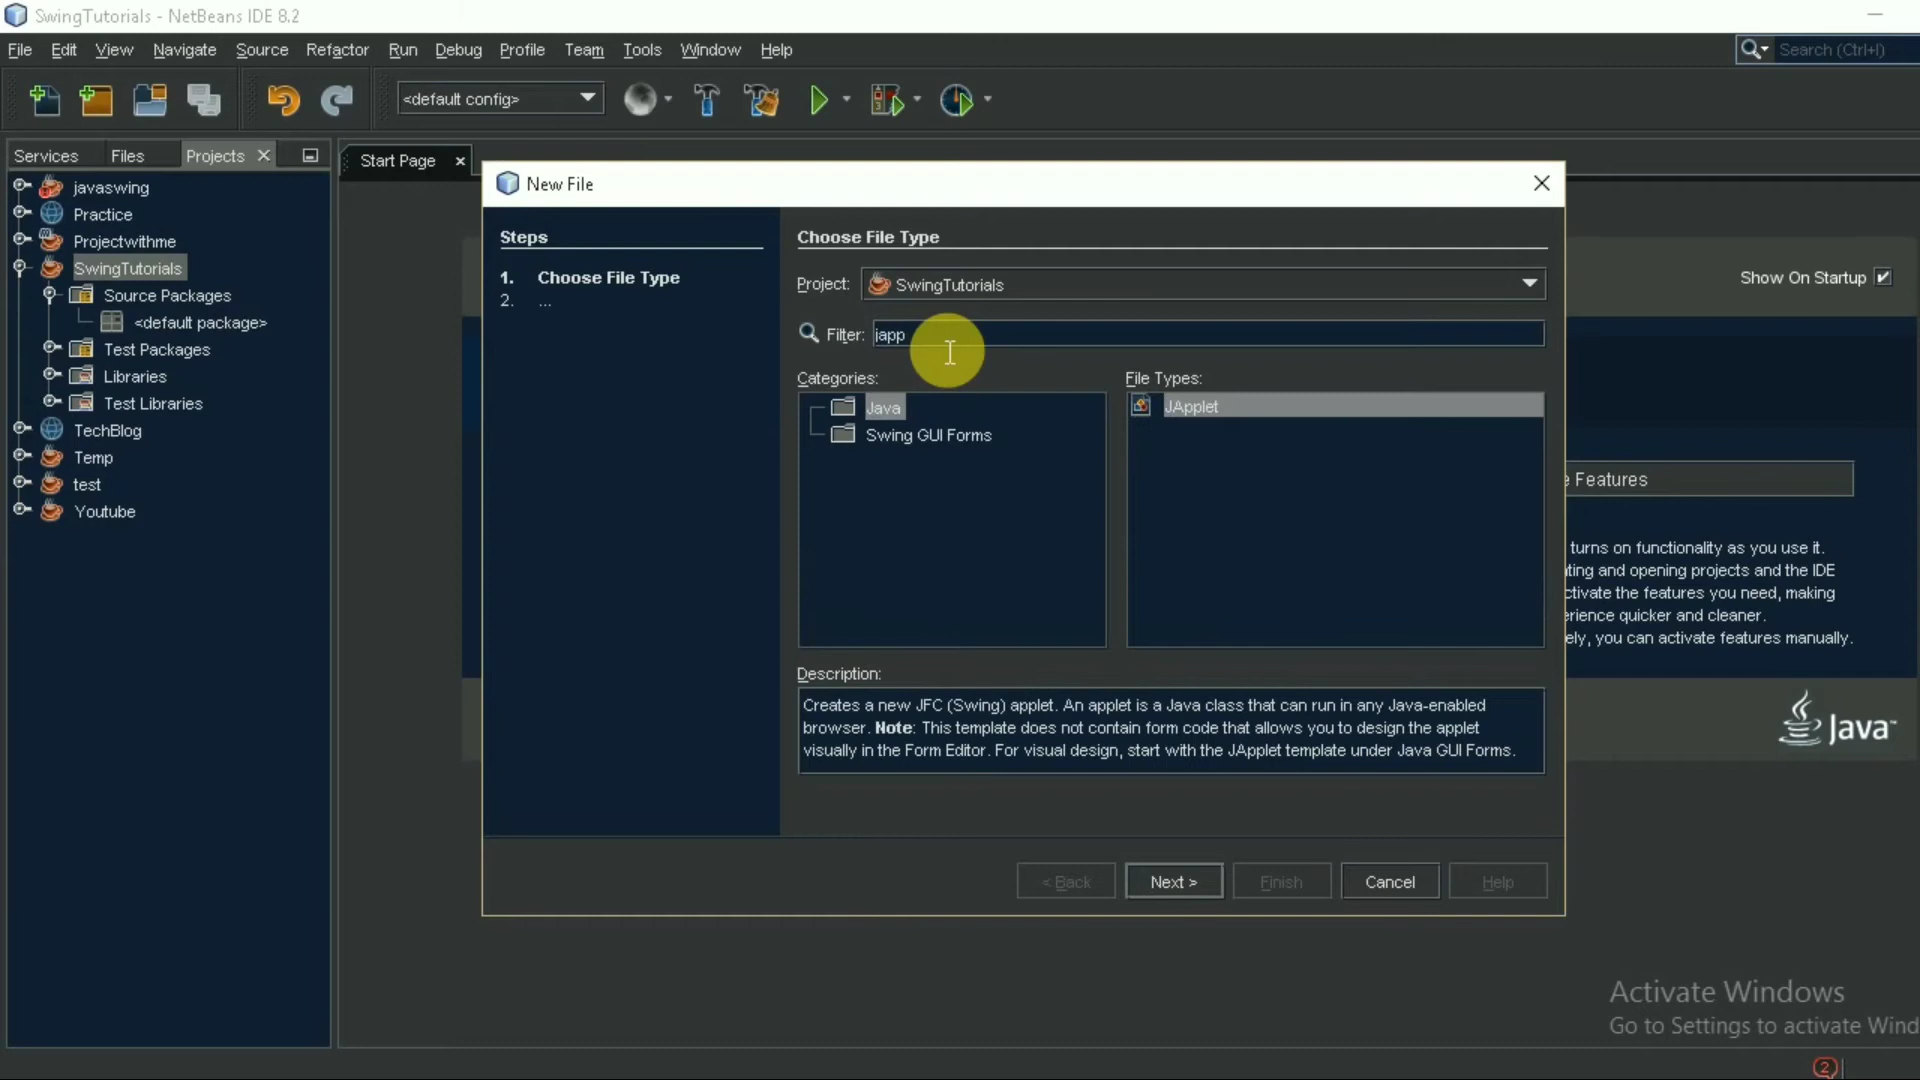 SwingTutorials - NetBeans IDE 8.2
File Edit View Navigate Source Refactor Run Debug Profile Team Tools Window Help
Search (Ctrl+I)
<default config>
Services Files Projects
Start Page
javaswing
Practice
Projectwithme
SwingTutorials
Source Packages
<default package>
Test Packages
Libraries
Test Libraries
TechBlog
Temp
test
Youtube
New File
Steps
1. Choose File Type
2. ...
Choose File Type
Project: SwingTutorials
Filter: japp
Categories:
Java
Swing GUI Forms
File Types:
JApplet
Description:
Creates a new JFC (Swing) applet. An applet is a Java class that can run in any Java-enabled
browser. Note: This template does not contain form code that allows you to design the applet
visually in the Form Editor. For visual design, start with the JApplet template under Java GUI Forms.
< Back Next > Finish Cancel Help
Show On Startup
Features
turns on functionality as you use it.
and opening projects and the IDE
the features you need, making
quicker and cleaner.
you can activate features manually.
Java
Activate Windows
Go to Settings to activate Wind
2